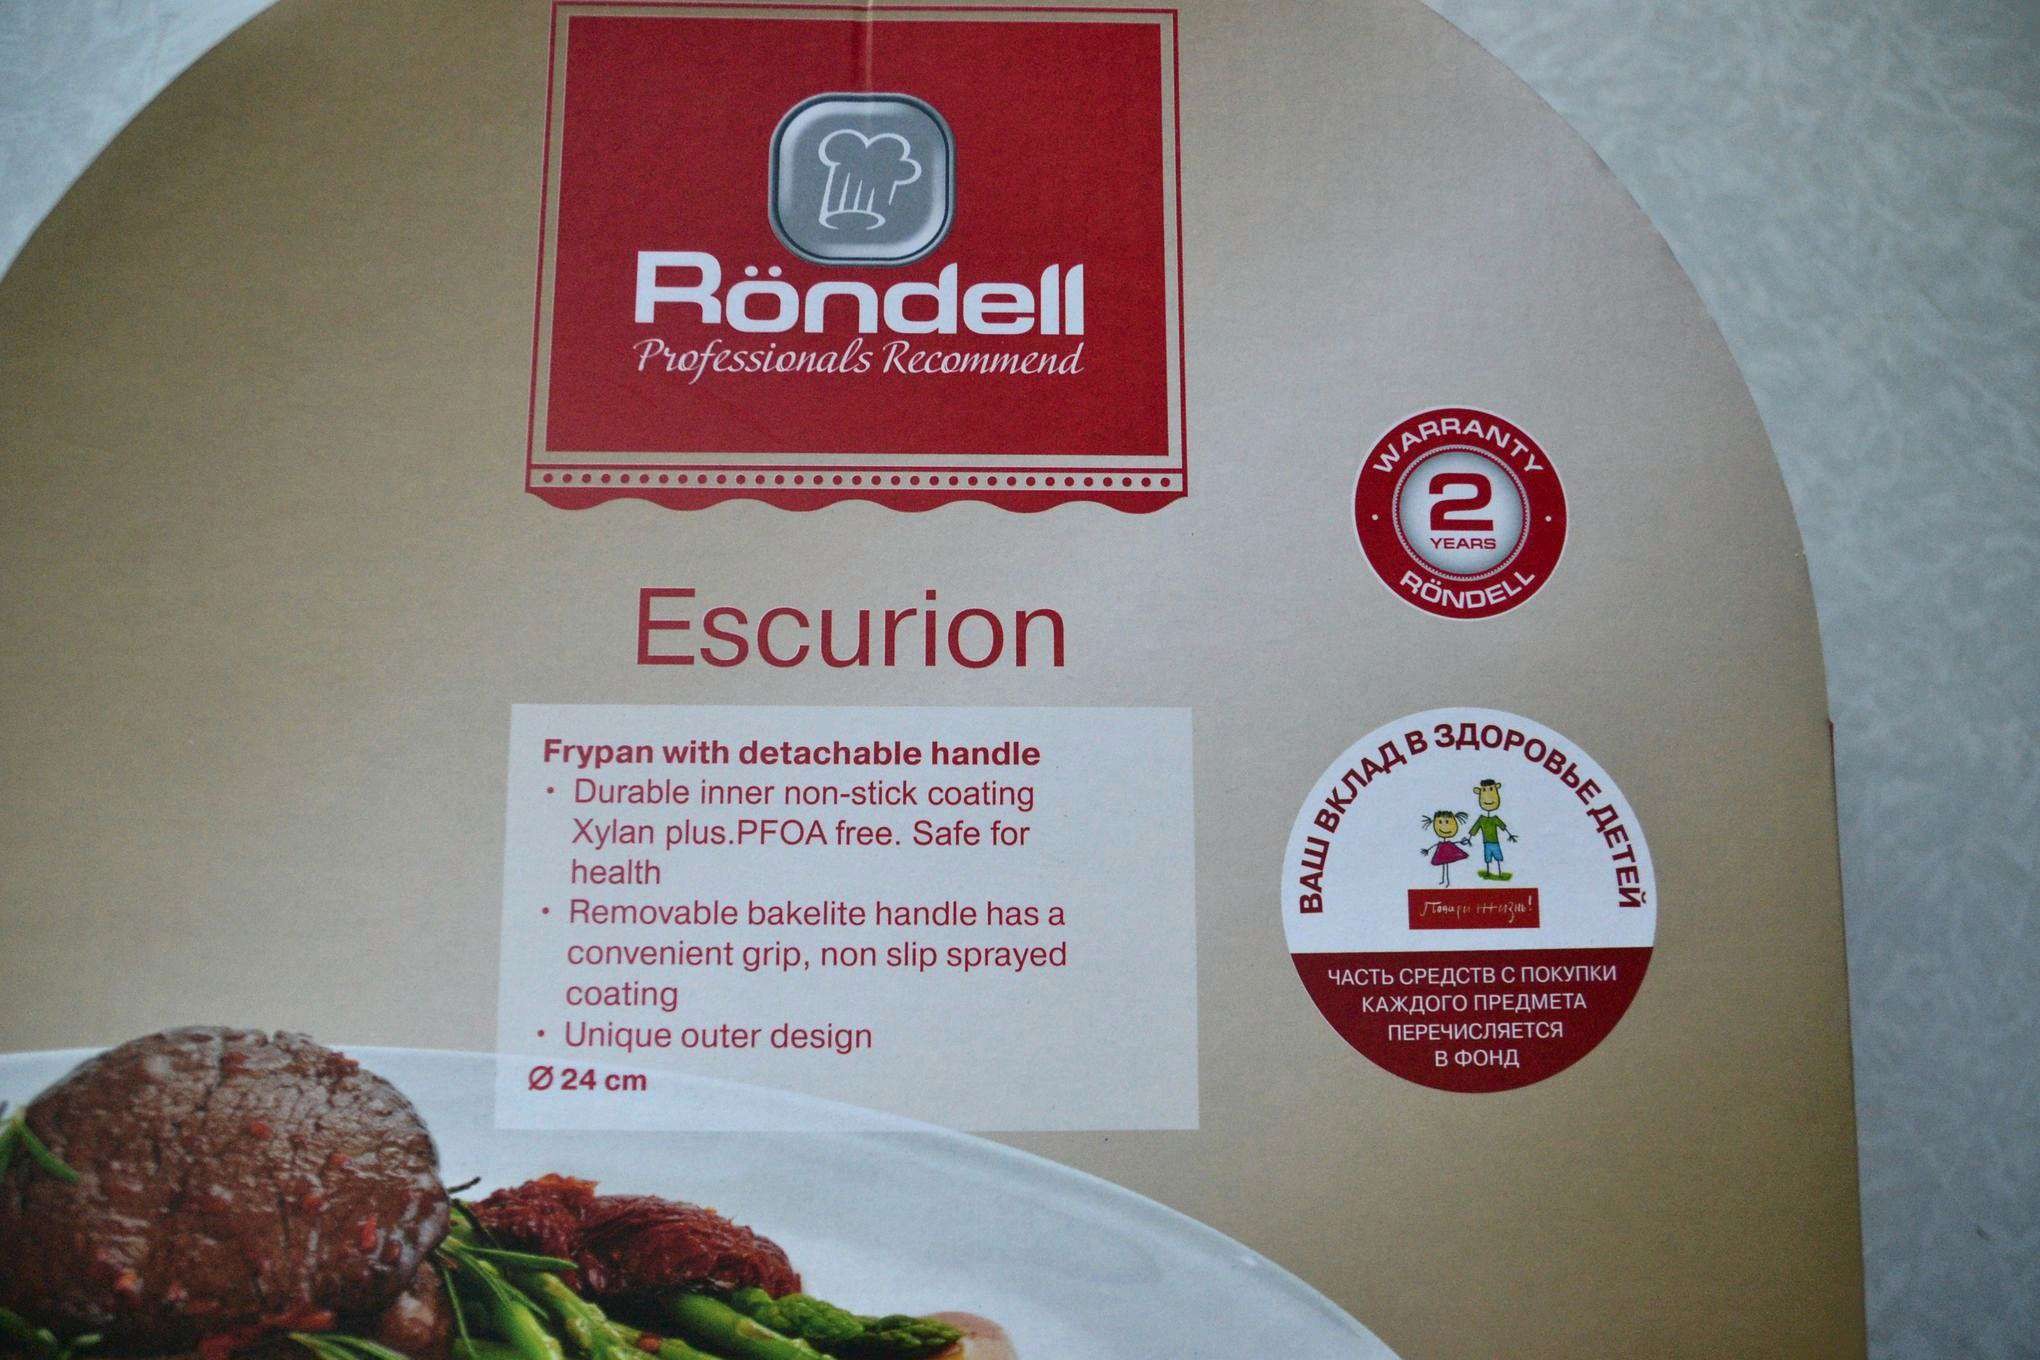 Röndell
Professionals Recommend
WARRANTY
2
YEARS
RÖNDELL
Escurion
Frypan with detachable handle
• Durable inner non-stick coating
Xylan plus.PFOA free. Safe for
health
• Removable bakelite handle has a
convenient grip, non slip sprayed
coating
• Unique outer design
Ø 24 cm
ВАШ ВКЛАД В ЗДОРОВЬЕ ДЕТЕЙ
Подари жизнь!
ЧАСТЬ СРЕДСТВ С ПОКУПКИ
КАЖДОГО ПРЕДМЕТА
ПЕРЕЧИСЛЯЕТСЯ
В ФОНД